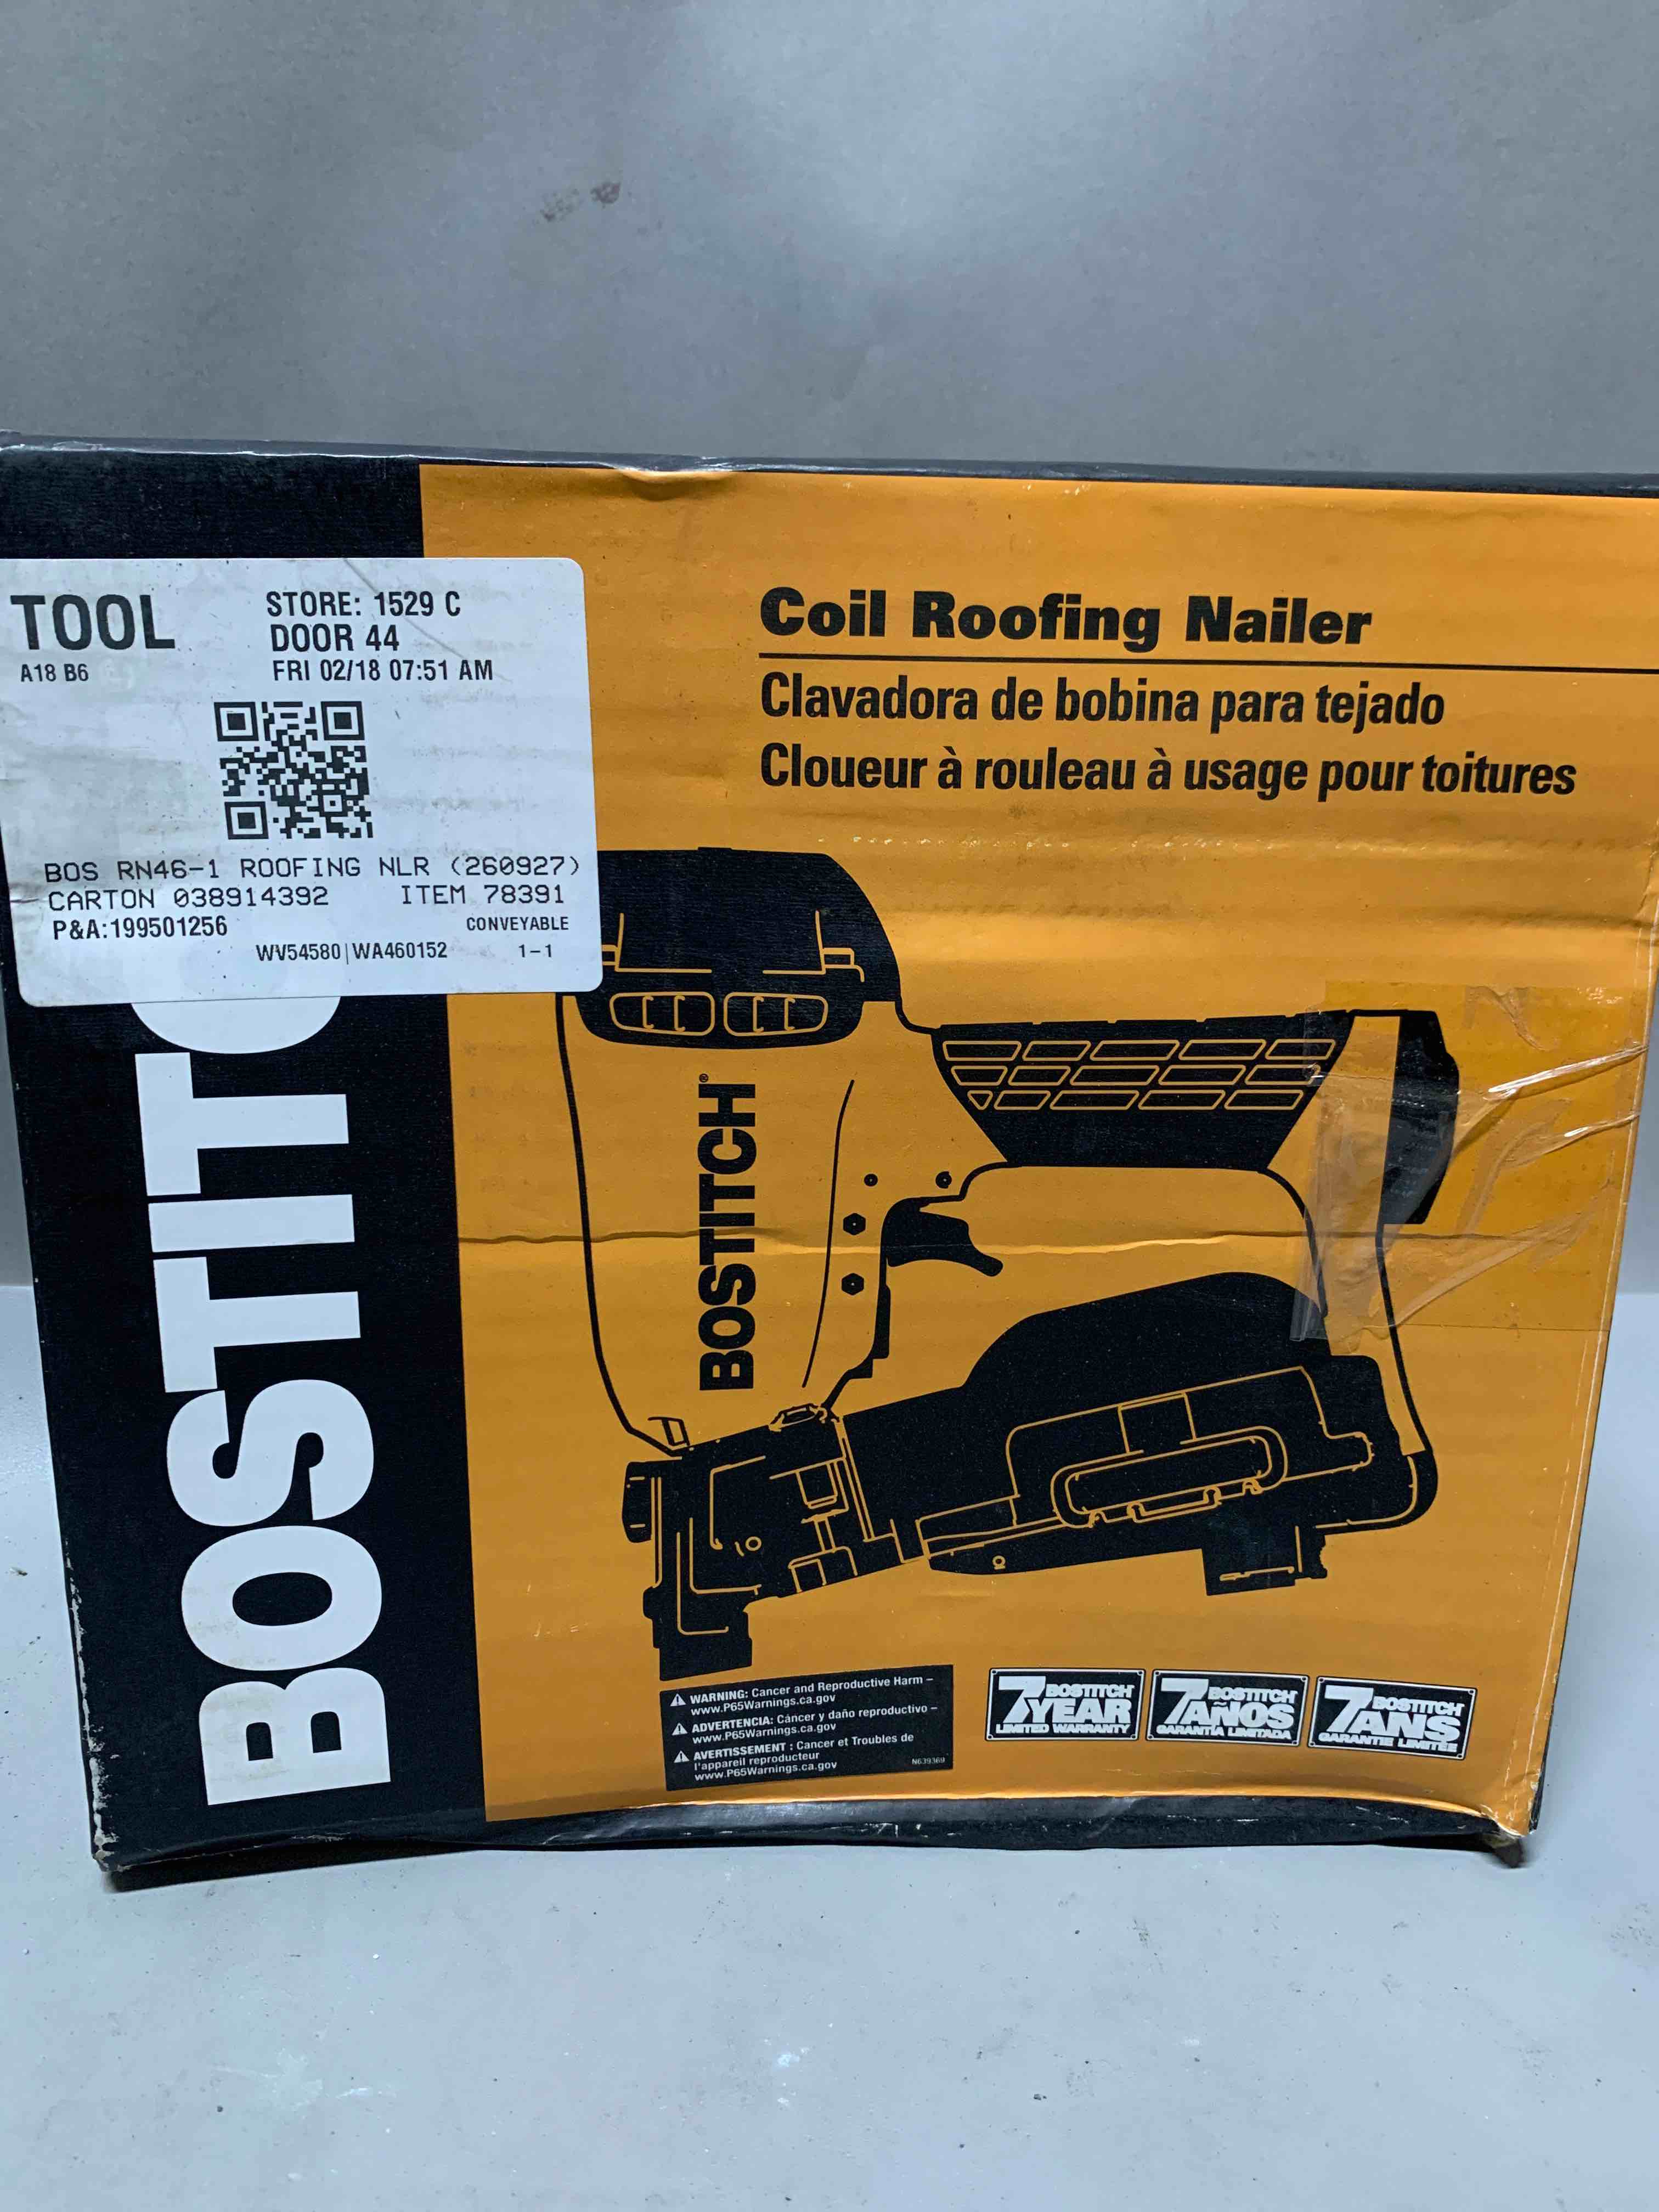 TOOL
A18 B6
STORE: 1529 C
DOOR 44
FRI 02/18 07:51 AM
BOS RN46-1 ROOFING NLR (260927)
CARTON 038914392 ITEM 78391
P&A:199501256 CONVEYABLE
WV54580|WA460152 1-1
BOSTITC
Coil Roofing Nailer
Clavadora de bobina para tejado
Cloueur à rouleau à usage pour toitures
BOSTITCH®
WARNING: Cancer and Reproductive Harm –
www.P65Warnings.ca.gov
ADVERTENCIA: Cáncer y daño reproductivo –
www.P65Warnings.ca.gov
AVERTISSEMENT : Cancer et Troubles de
l'appareil reproducteur
www.P65Warnings.ca.gov
N639369
7 BOSTITCH
YEAR
LIMITED WARRANTY
7 BOSTITCH
AÑOS
GARANTIA LIMITADA
7 BOSTITCH
ANS
GARANTIE LIMITÉE